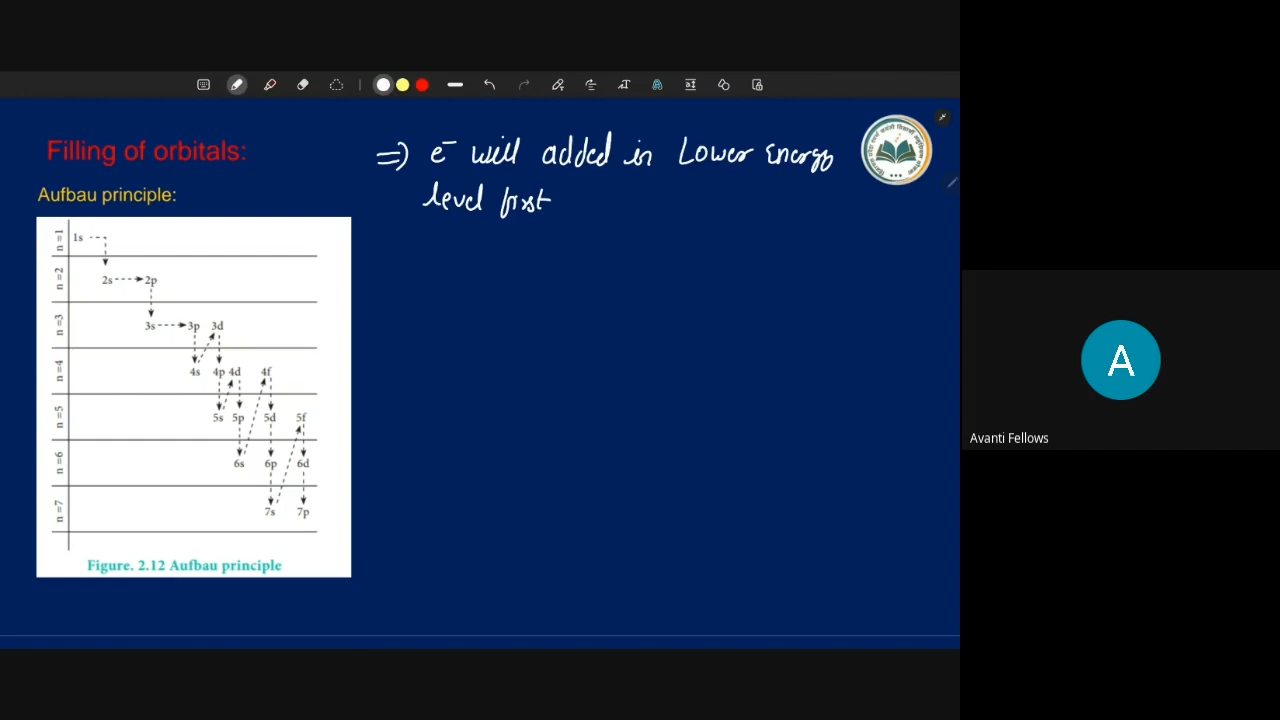 Filling of orbitals:
⇒ e⁻ will added in Lower Energy
level first
Aufbau principle:
n =1
1s
n =2
2s 2p
n =3
3s 3p 3d
n =4
4s 4p 4d 4f
n =5
5s 5p 5d 5f
n =6
6s 6p 6d
n =7
7s 7p
Figure. 2.12 Aufbau principle
A
Avanti Fellows